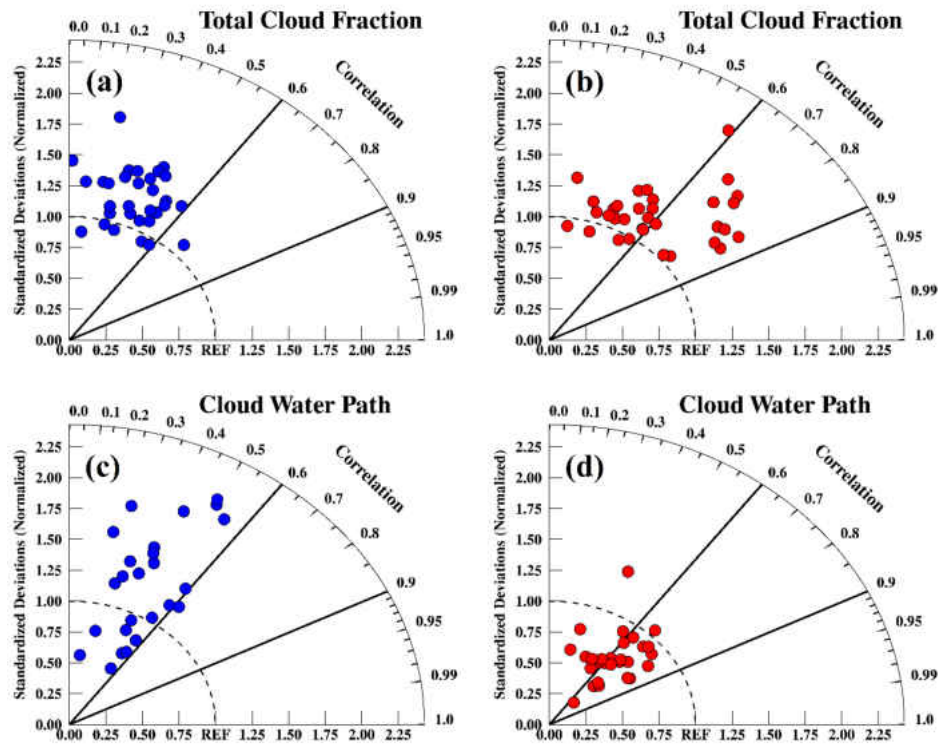 Total Cloud Fraction
(a)
Standardized Deviations (Normalized)
2.25
2.00
1.75
1.50
1.25
1.00
0.75
0.50
0.25
0.00
0.00 0.25 0.50 0.75 REF 1.25 1.50 1.75 2.00 2.25
0.0 0.1 0.2 0.3 0.4 0.5 0.6 0.7 0.8 0.9 0.95 0.99 1.0
Correlation
Total Cloud Fraction
(b)
Standardized Deviations (Normalized)
2.25
2.00
1.75
1.50
1.25
1.00
0.75
0.50
0.25
0.00
0.00 0.25 0.50 0.75 REF 1.25 1.50 1.75 2.00 2.25
0.0 0.1 0.2 0.3 0.4 0.5 0.6 0.7 0.8 0.9 0.95 0.99 1.0
Correlation
Cloud Water Path
(c)
Standardized Deviations (Normalized)
2.25
2.00
1.75
1.50
1.25
1.00
0.75
0.50
0.25
0.00
0.00 0.25 0.50 0.75 REF 1.25 1.50 1.75 2.00 2.25
0.0 0.1 0.2 0.3 0.4 0.5 0.6 0.7 0.8 0.9 0.95 0.99 1.0
Correlation
Cloud Water Path
(d)
Standardized Deviations (Normalized)
2.25
2.00
1.75
1.50
1.25
1.00
0.75
0.50
0.25
0.00
0.00 0.25 0.50 0.75 REF 1.25 1.50 1.75 2.00 2.25
0.0 0.1 0.2 0.3 0.4 0.5 0.6 0.7 0.8 0.9 0.95 0.99 1.0
Correlation